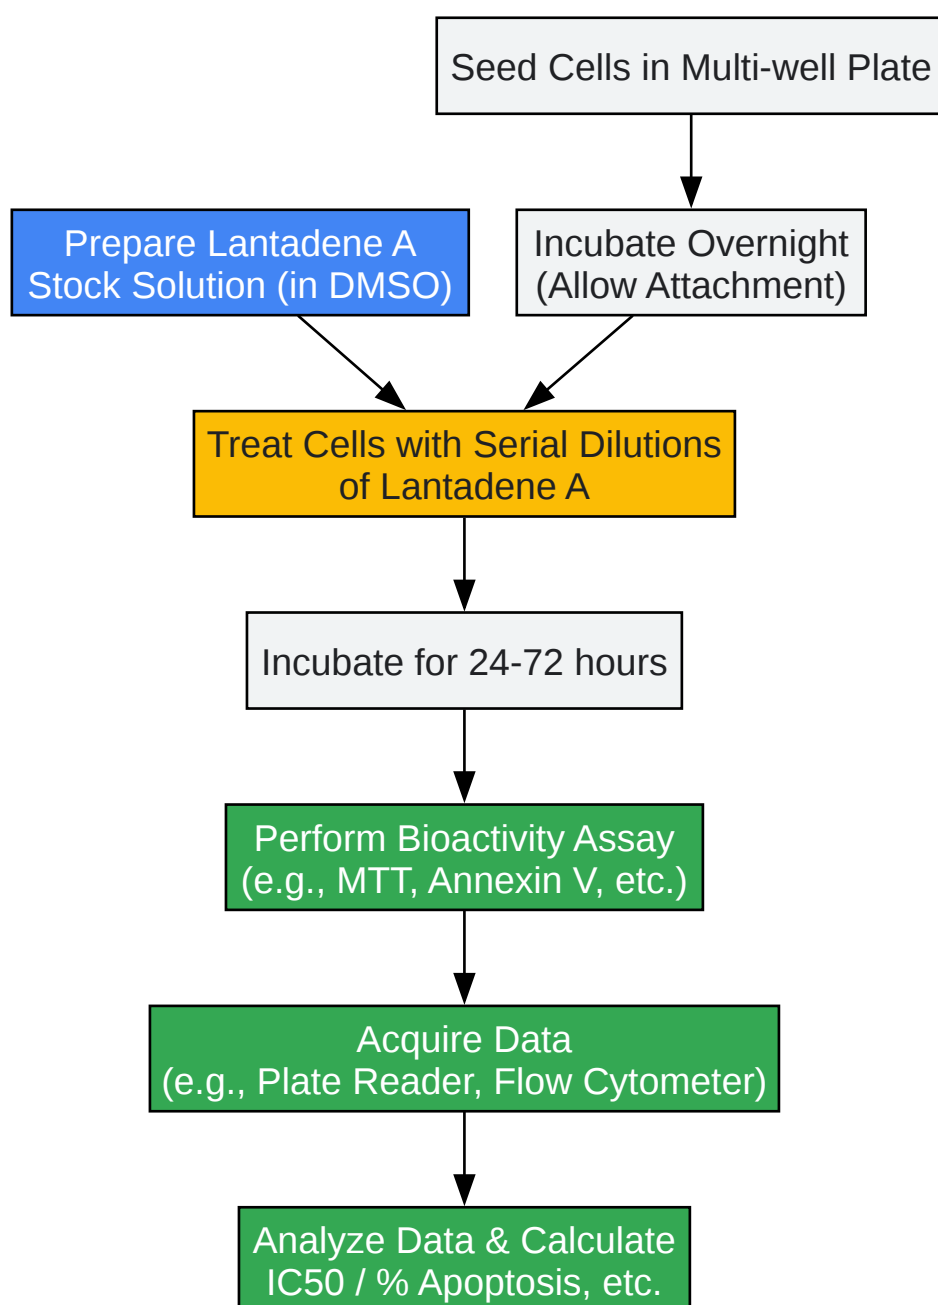 Seed Cells in Multi-well Plate
Prepare Lantadene A
Stock Solution (in DMSO)
Incubate Overnight
(Allow Attachment)
Treat Cells with Serial Dilutions
of Lantadene A
Incubate for 24-72 hours
Perform Bioactivity Assay
(e.g., MTT, Annexin V, etc.)
Acquire Data
(e.g., Plate Reader, Flow Cytometer)
Analyze Data & Calculate
IC50 / % Apoptosis, etc.